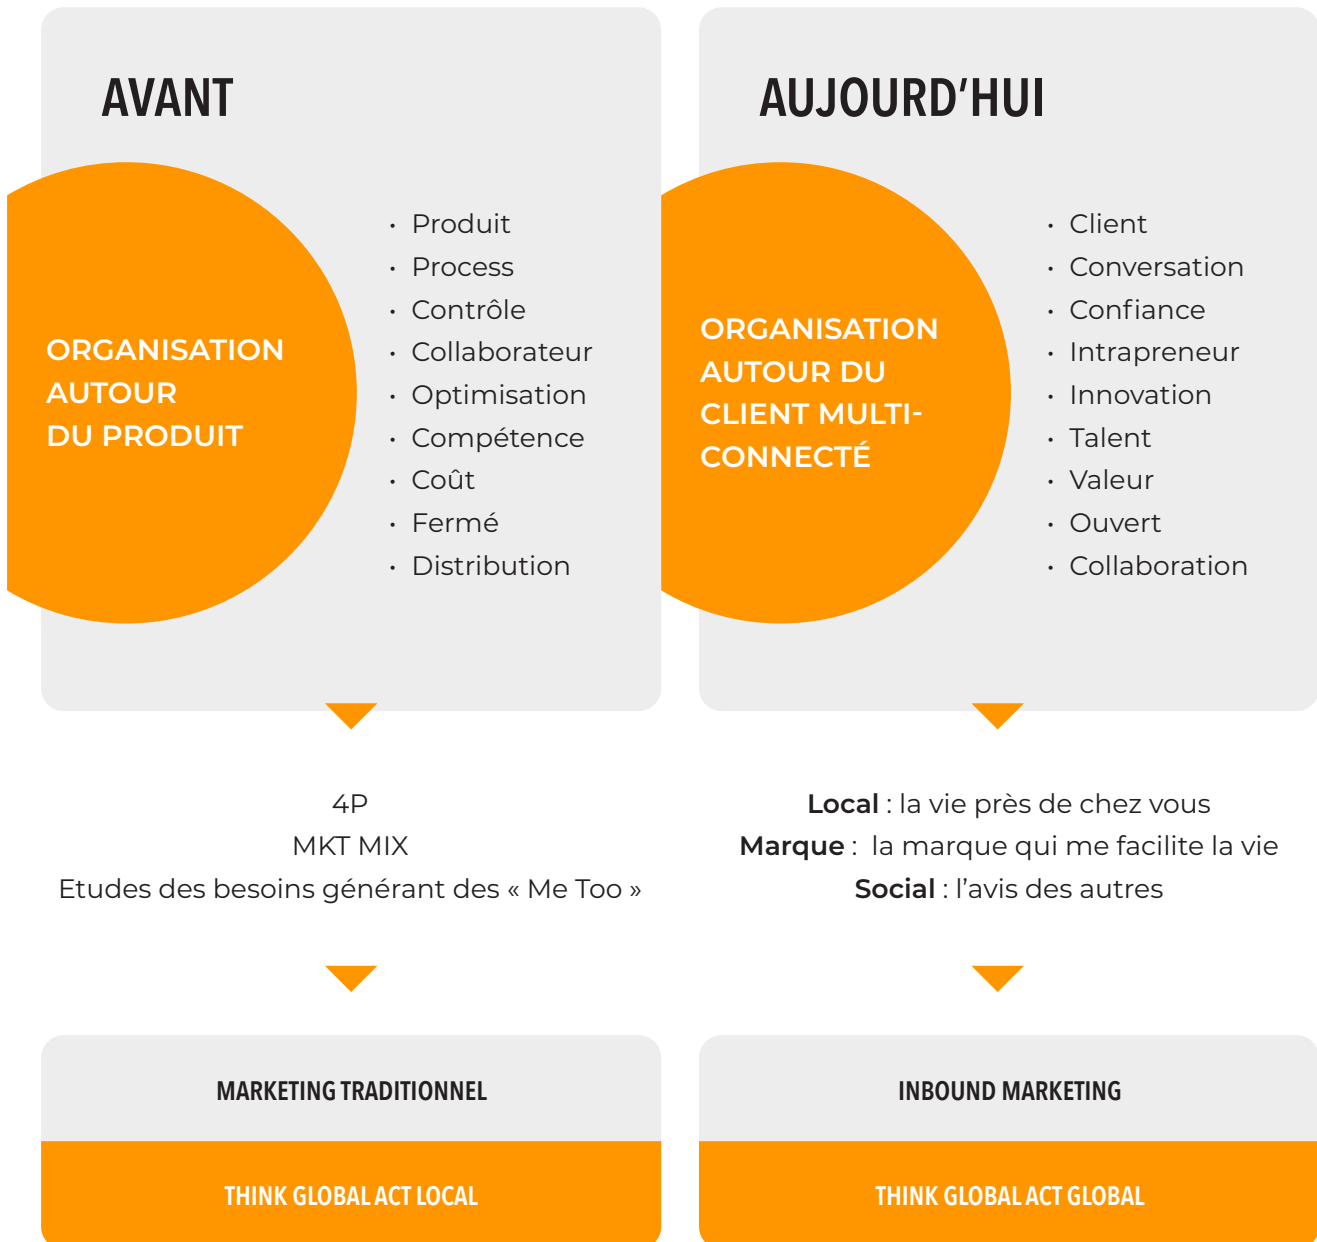 AVANT
ORGANISATION
AUTOUR
DU PRODUIT
· Produit
· Process
· Contrôle
· Collaborateur
· Optimisation
· Compétence
· Coût
· Fermé
· Distribution
4P
MKT MIX
Etudes des besoins générant des « Me Too »
MARKETING TRADITIONNEL
THINK GLOBAL ACT LOCAL
AUJOURD’HUI
ORGANISATION
AUTOUR DU
CLIENT MULTI-
CONNECTÉ
· Client
· Conversation
· Confiance
· Intrapreneur
· Innovation
· Talent
· Valeur
· Ouvert
· Collaboration
Local : la vie près de chez vous
Marque :  la marque qui me facilite la vie
Social : l’avis des autres
INBOUND MARKETING
THINK GLOBAL ACT GLOBAL